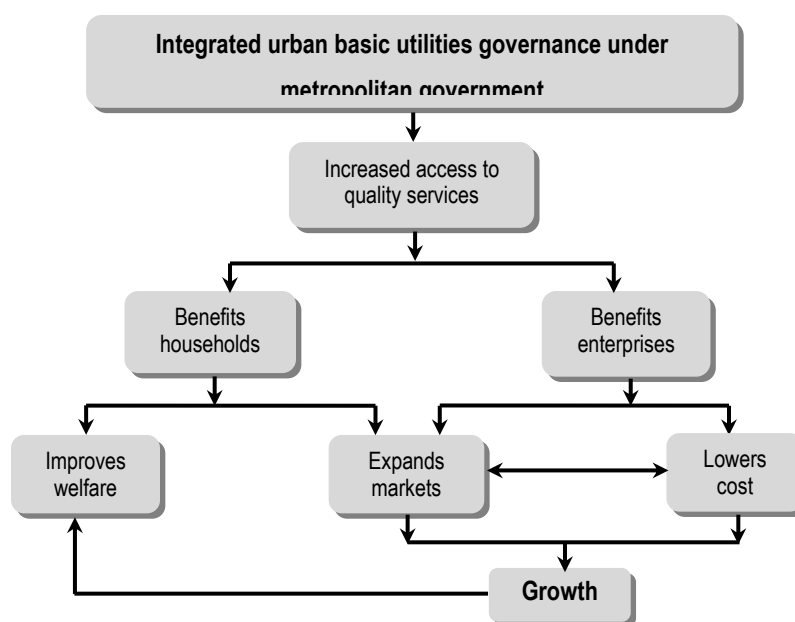 Integrated urban basic utilities governance under
metropolitan government
Increased access to
quality services
Benefits
households
Benefits
enterprises
Improves
welfare
Expands
markets
Lowers
cost
Growth